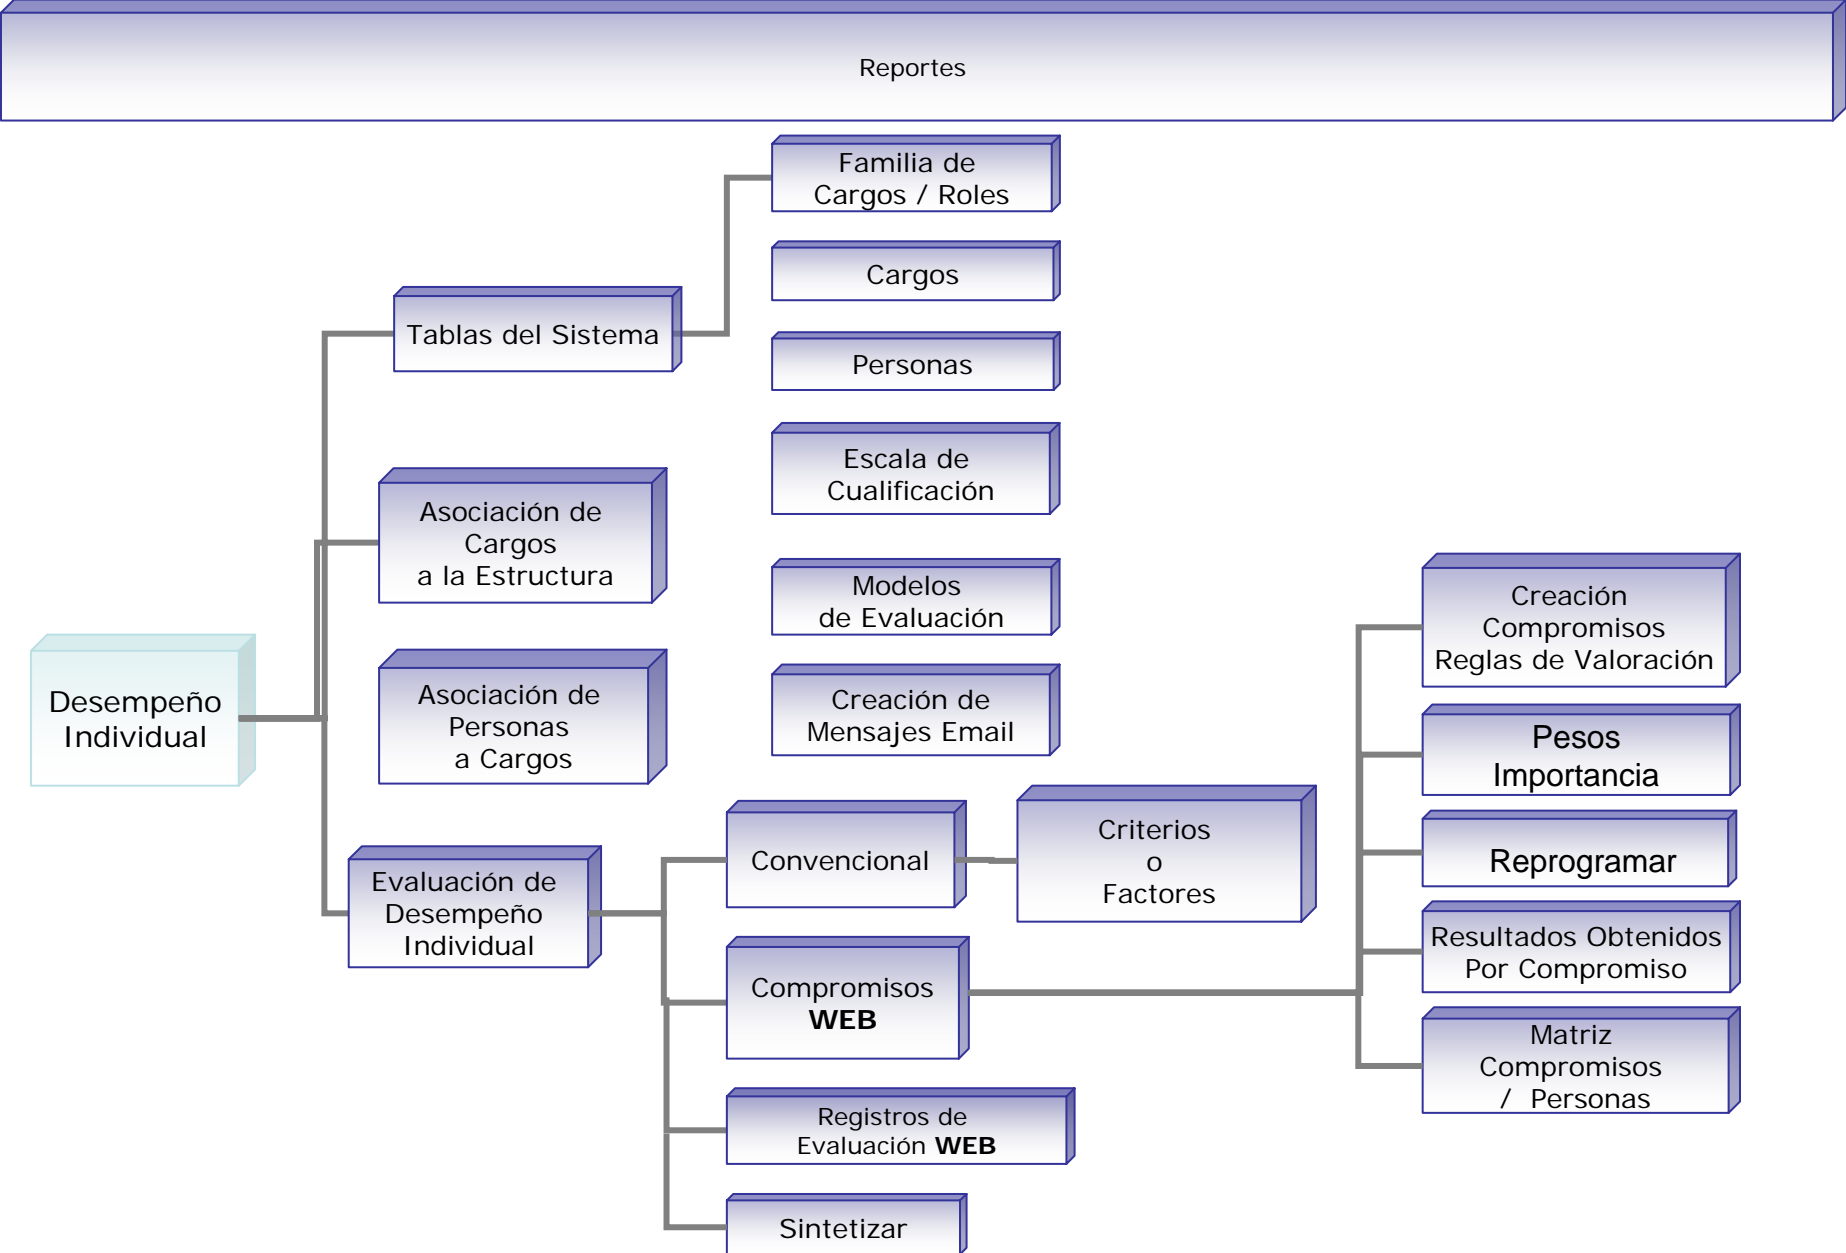 Reportes
Familia de
Cargos / Roles
Cargos
Tablas del Sistema
Personas
Escala de
Cualificación
Asociación de
Cargos
a la Estructura
Modelos
de Evaluación
Creación
Compromisos
Reglas de Valoración
Desempeño
Individual
Asociación de
Personas
a Cargos
Creación de
Mensajes Email
Pesos
Importancia
Convencional
Criterios
o
Factores
Reprogramar
Evaluación de
Desempeño
Individual
Resultados Obtenidos
Por Compromiso
Compromisos
WEB
Matriz
Compromisos
/ Personas
Registros de
Evaluación WEB
Sintetizar